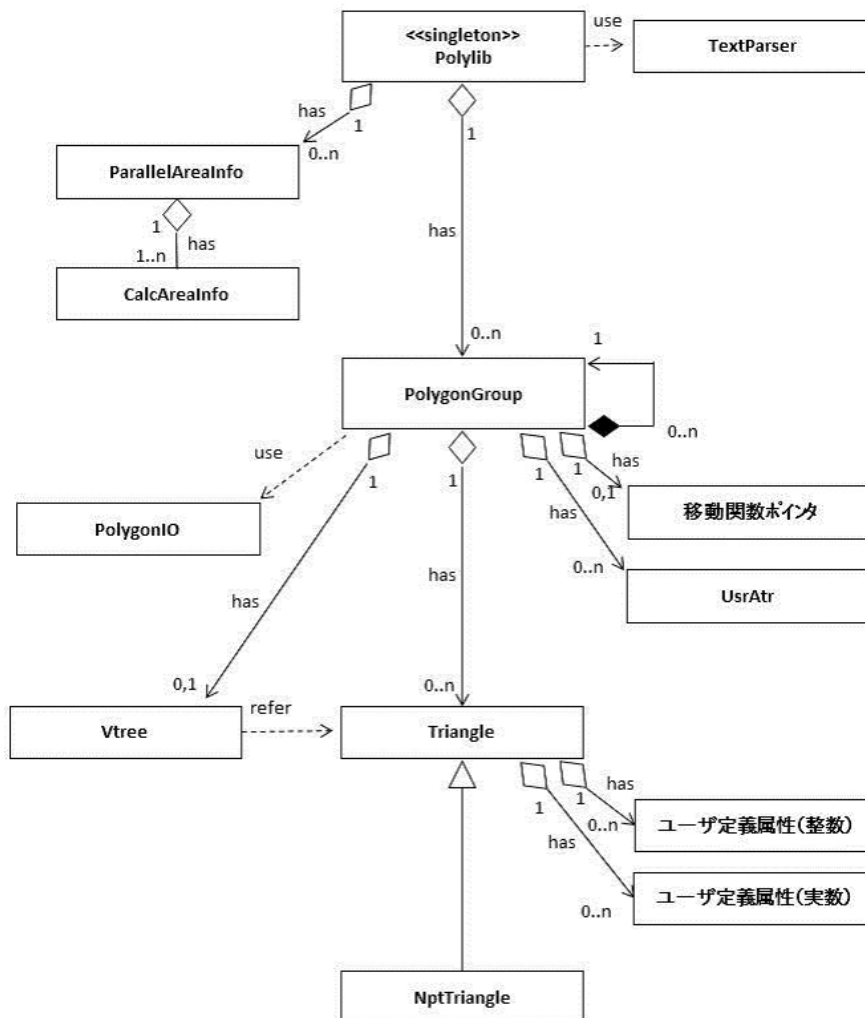 <<singleton>>
Polylib
use
TextParser
has
1
0..n
1
ParallelAreaInfo
1
has
1..n
CalcAreaInfo
has
0..n
1
PolygonGroup
0..n
use
1
1
1
1
has
0,1
移動関数ポインタ
PolygonIO
has
0..n
UsrAtr
has
has
0,1
0..n
Vtree
refer
Triangle
1
1
has
0..n
ユーザ定義属性(整数)
has
0..n
ユーザ定義属性(実数)
NptTriangle